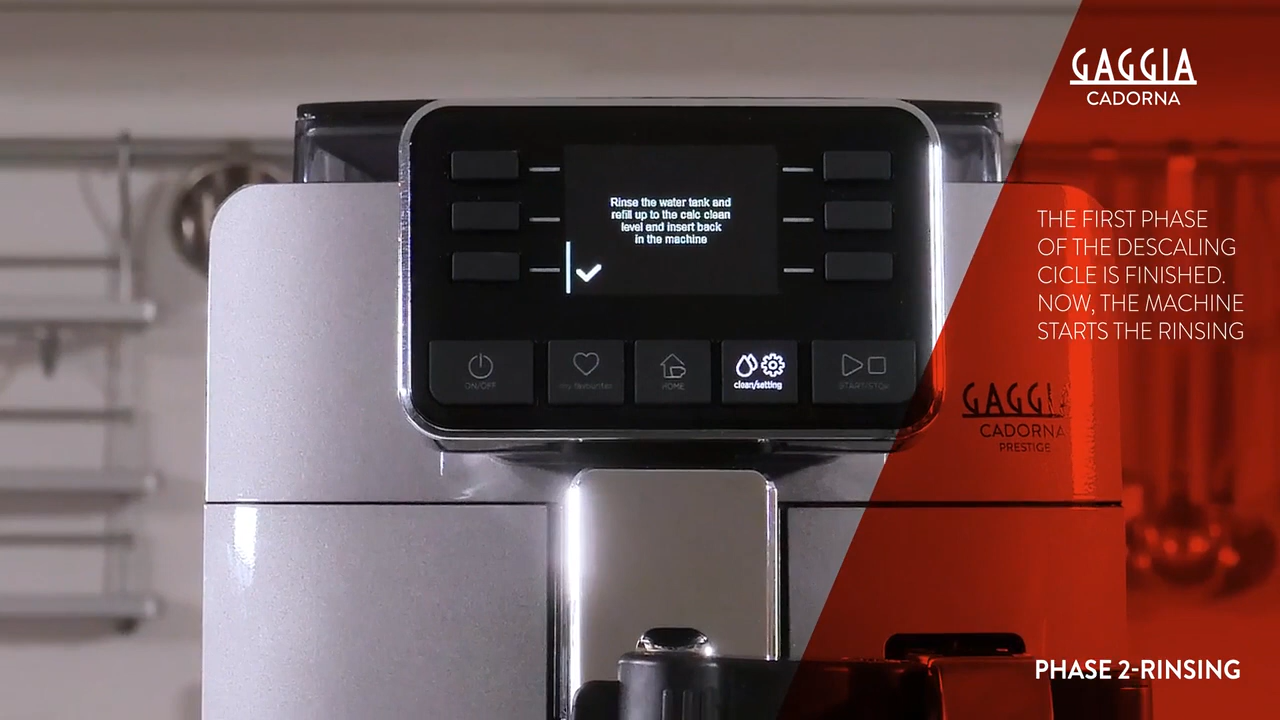 GAGGIA
CADORNA
Rinse the water tank and
refill up to the calc clean
level and insert back
in the machine
THE FIRST PHASE
OF THE DESCALING
CICLE IS FINISHED.
NOW, THE MACHINE
STARTS THE RINSING
ON/OFF
my favourites
HOME
clean/setting
START/STOP
GAGGIA
CADORNA
PRESTIGE
PHASE 2-RINSING